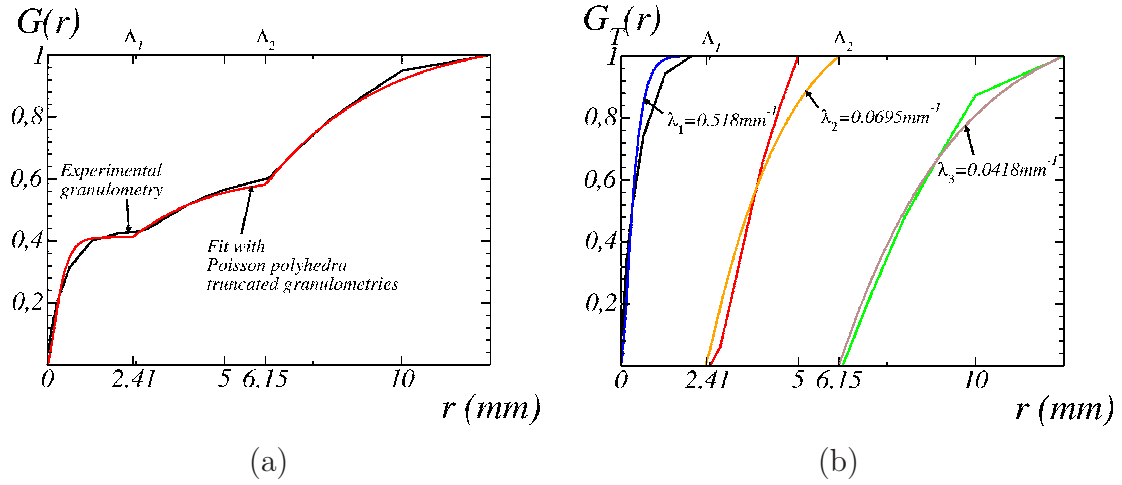 G(r)
Λ1 Λ2
1
0,8
0,6
0,4
0,2
Experimental
granulometry
Fit with
Poisson polyhedra
truncated granulometries
0 2.41 5 6.15 10
r (mm)
(a)
G_T(r)
Λ1 Λ2
1
0,8
0,6
0,4
0,2
λ1=0.518mm^-1
λ2=0.0695mm^-1
λ3=0.0418mm^-1
0 2.41 5 6.15 10
r (mm)
(b)